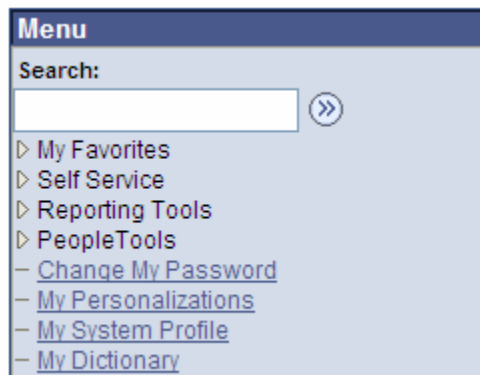 Menu
Search:
My Favorites
Self Service
Reporting Tools
PeopleTools
Change My Password
My Personalizations
My System Profile
My Dictionary